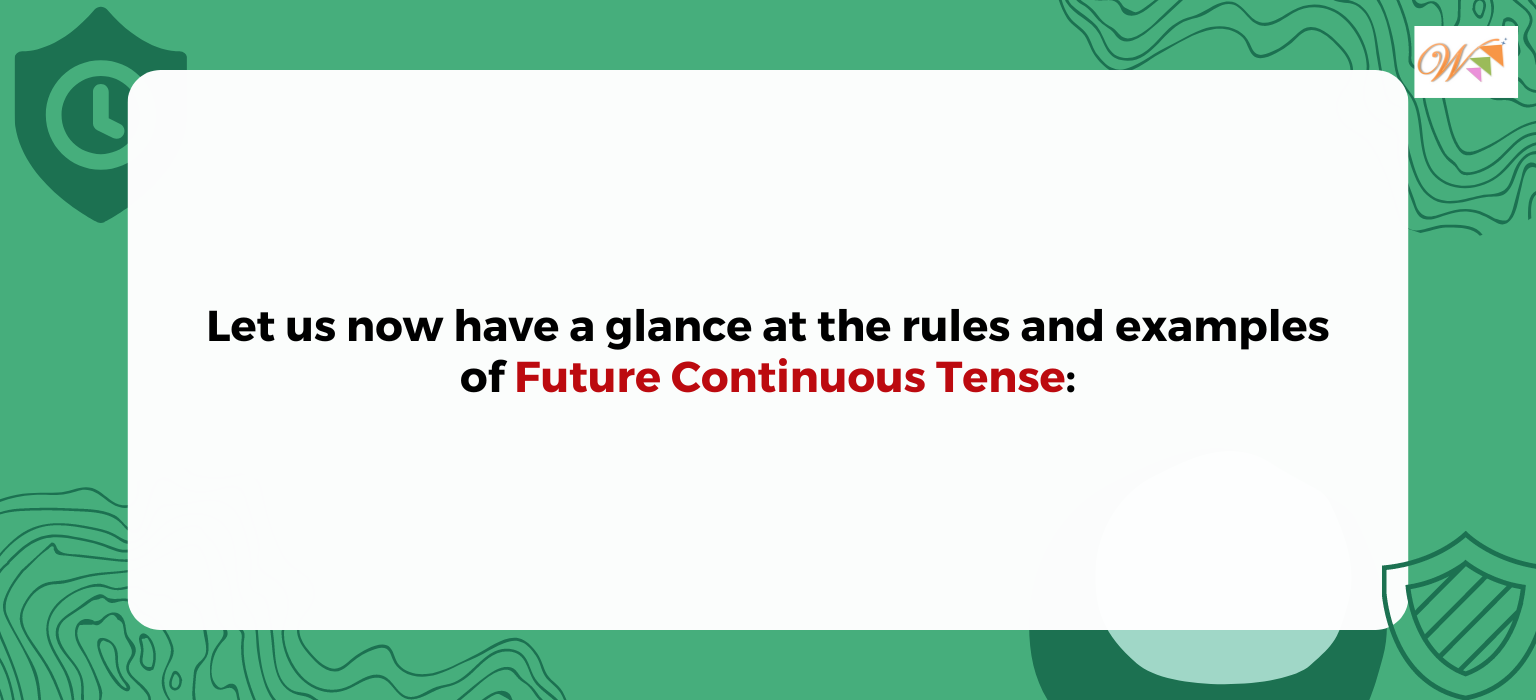 W
Let us now have a glance at the rules and examples
of Future Continuous Tense: